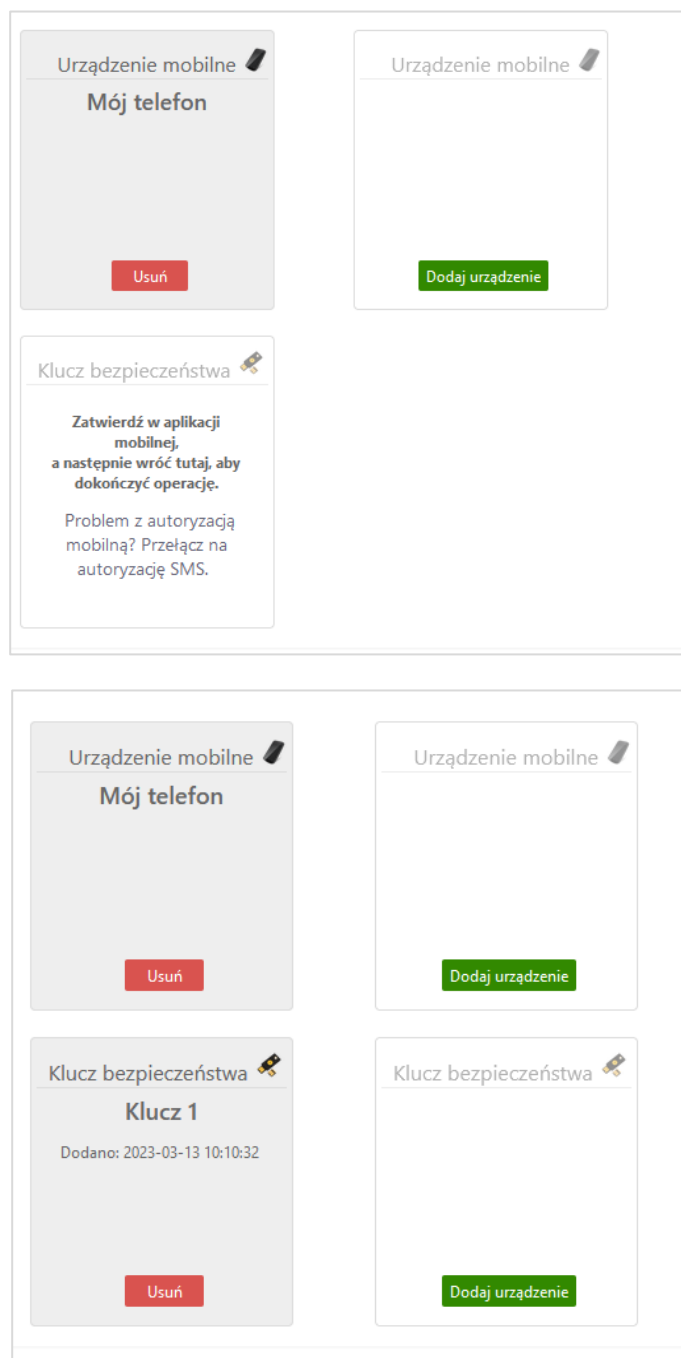 Urządzenie mobilne
Mój telefon
Usuń
Urządzenie mobilne
Dodaj urządzenie
Klucz bezpieczeństwa
Zatwierdź w aplikacji
mobilnej,
a następnie wróć tutaj, aby
dokończyć operację.
Problem z autoryzacją
mobilną? Przełącz na
autoryzację SMS.
Urządzenie mobilne
Mój telefon
Usuń
Urządzenie mobilne
Dodaj urządzenie
Klucz bezpieczeństwa
Klucz 1
Dodano: 2023-03-13 10:10:32
Usuń
Klucz bezpieczeństwa
Dodaj urządzenie